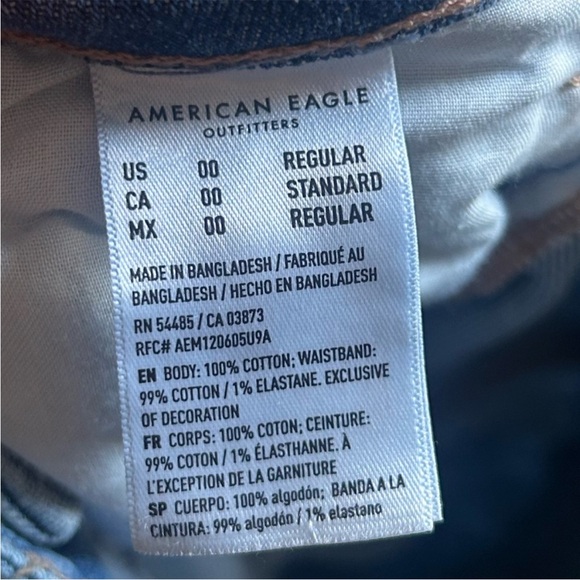 AMERICAN EAGLE
OUTFITTERS
US 00 REGULAR
CA 00 STANDARD
MX 00 REGULAR
MADE IN BANGLADESH / FABRIQUÉ AU
BANGLADESH / HECHO EN BANGLADESH
RN 54485 / CA 03873
RFC# AEM120605U9A
EN BODY: 100% COTTON; WAISTBAND:
99% COTTON / 1% ELASTANE. EXCLUSIVE
OF DECORATION
FR CORPS: 100% COTON; CEINTURE:
99% COTON / 1% ÉLASTHANNE. À
L'EXCEPTION DE LA GARNITURE
SP CUERPO: 100% algodón; BANDA A LA
CINTURA: 99% algodón / 1% elastano